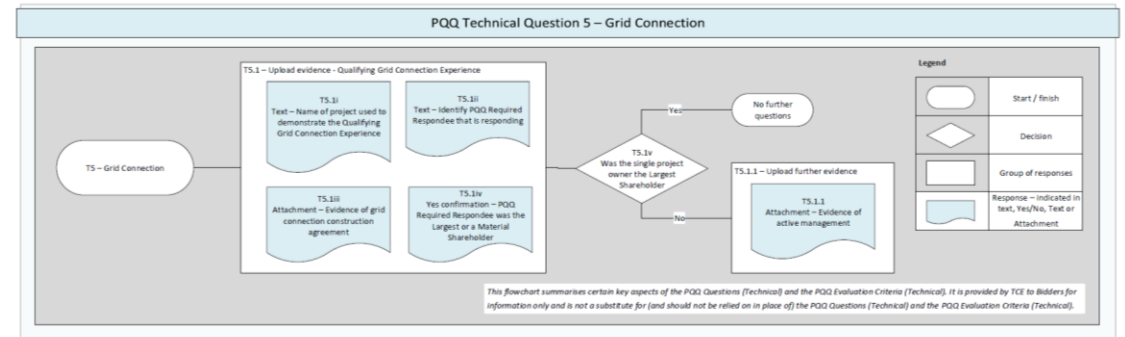 PQQ Technical Question 5 – Grid Connection
T5 – Grid Connection
T5.1 – Upload evidence - Qualifying Grid Connection Experience
T5.1i
Text – Name of project used to
demonstrate the Qualifying
Grid Connection Experience
T5.1ii
Text – Identify PQQ Required
Respondee that is responding
T5.1iii
Attachment – Evidence of grid
connection construction
agreement
T5.1iv
Yes confirmation – PQQ
Required Respondee was the
Largest or a Material
Shareholder
T5.1v
Was the single project
owner the Largest
Shareholder
Yes
No further
questions
No
T5.1.1 – Upload further evidence
T5.1.1
Attachment – Evidence of
active management
Legend
Start / finish
Decision
Group of responses
Response – indicated in
text, Yes/No, Text or
Attachment
This flowchart summarises certain key aspects of the PQQ Questions (Technical) and the PQQ Evaluation Criteria (Technical). It is provided by TCE to Bidders for
information only and is not a substitute for (and should not be relied on in place of) the PQQ Questions (Technical) and the PQQ Evaluation Criteria (Technical).